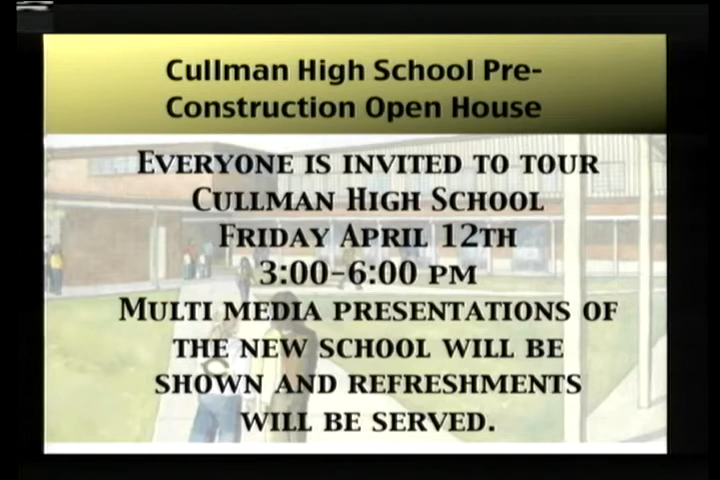 Cullman High School Pre-
Construction Open House
Everyone is invited to tour
Cullman High School
Friday April 12th
3:00-6:00 pm
Multi media presentations of
the new school will be
shown and refreshments
will be served.